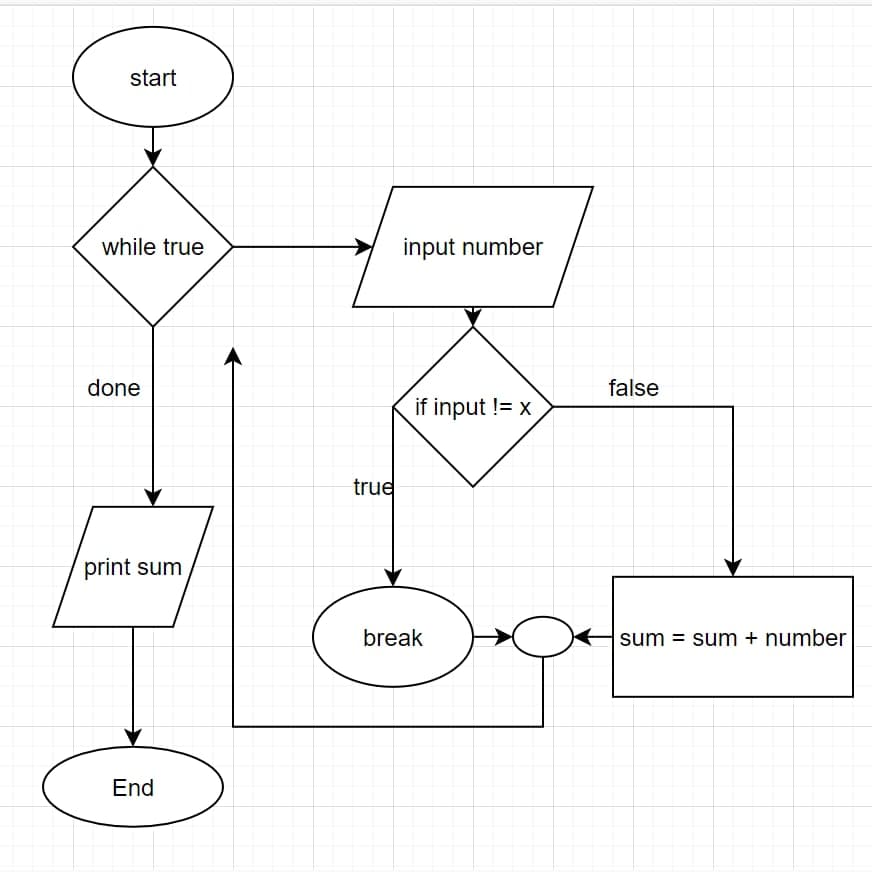 start
while true
input number
done
if input != x
false
true
print sum
break
sum = sum + number
End